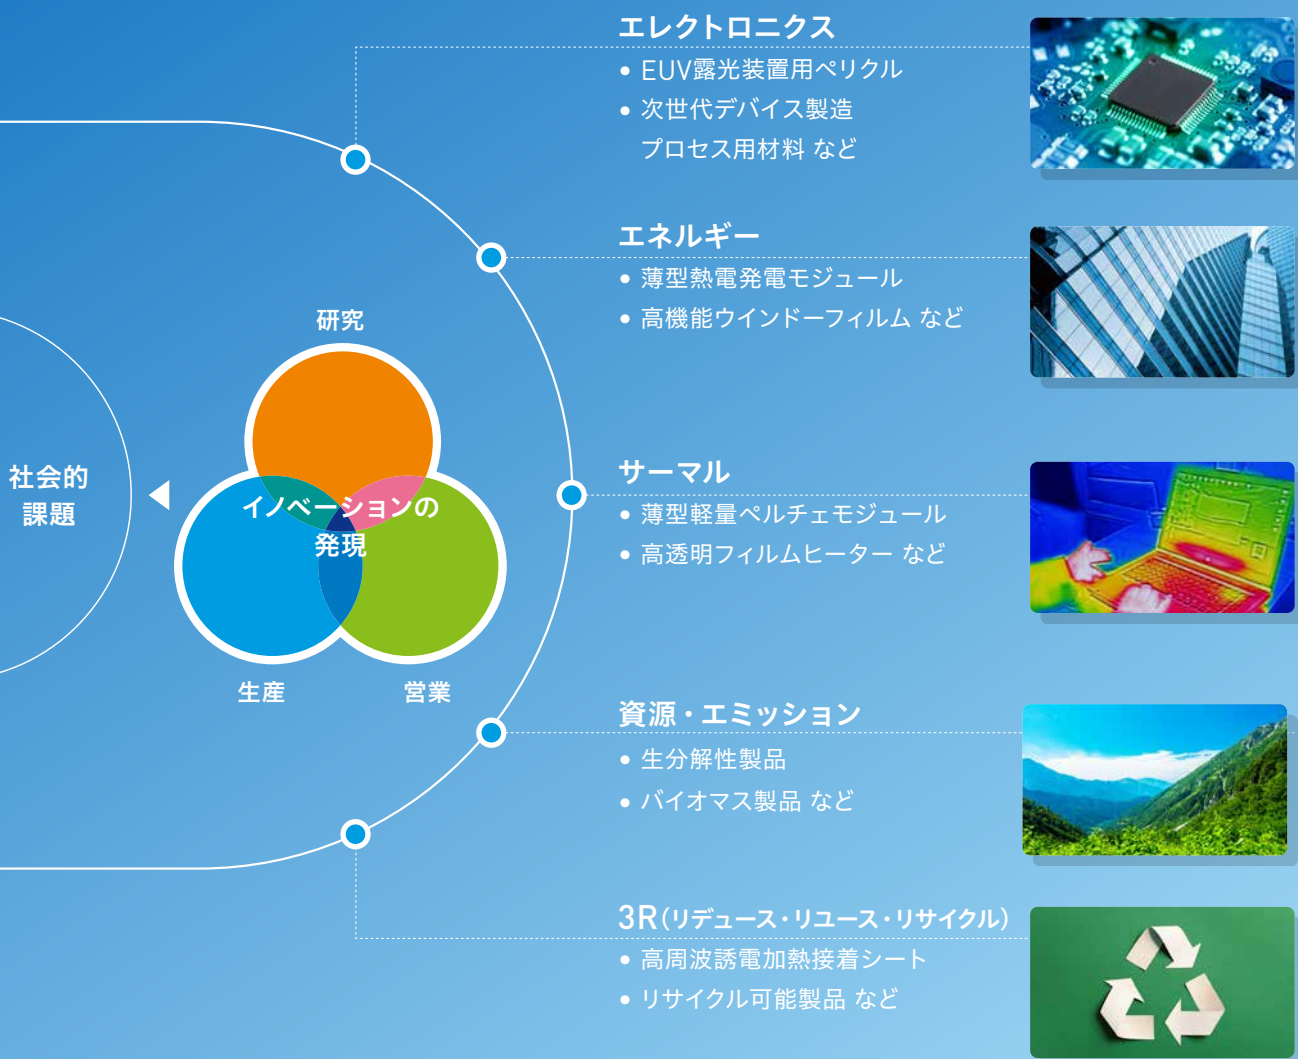 社会的
課題
研究
イノベーションの
発現
生産
営業
エレクトロニクス
• EUV露光装置用ペリクル
• 次世代デバイス製造
プロセス用材料 など
エネルギー
• 薄型熱電発電モジュール
• 高機能ウインドーフィルム など
サーマル
• 薄型軽量ペルチェモジュール
• 高透明フィルムヒーター など
資源・エミッション
• 生分解性製品
• バイオマス製品 など
3R（リデュース・リユース・リサイクル）
• 高周波誘電加熱接着シート
• リサイクル可能製品 など